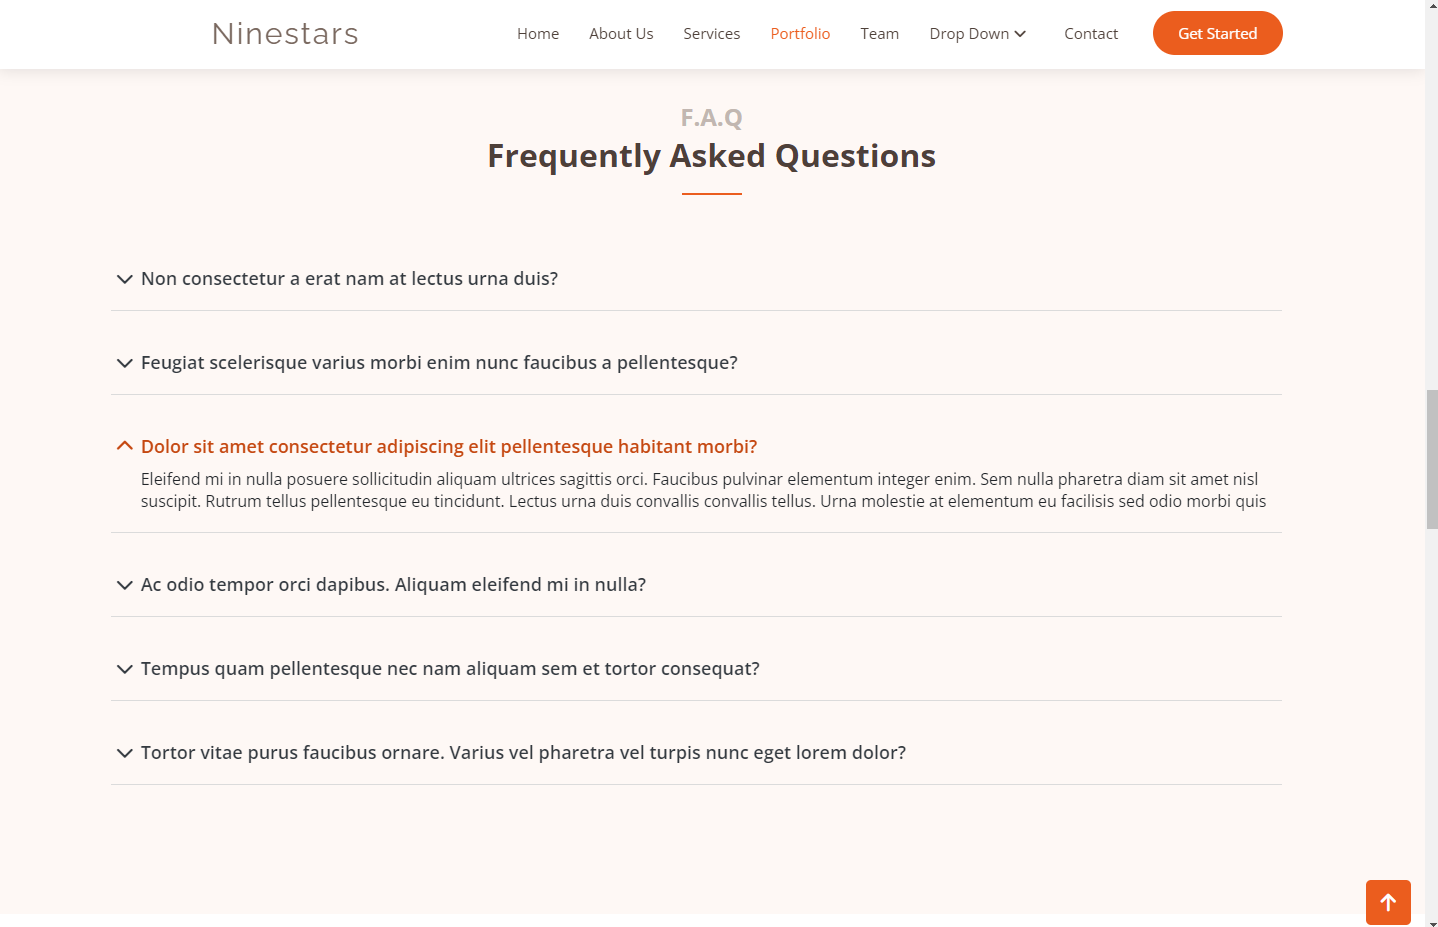 Ninestars
Home About Us Services Portfolio Team Drop Down Contact Get Started
F.A.Q
Frequently Asked Questions
Non consectetur a erat nam at lectus urna duis?
Feugiat scelerisque varius morbi enim nunc faucibus a pellentesque?
Dolor sit amet consectetur adipiscing elit pellentesque habitant morbi?
Eleifend mi in nulla posuere sollicitudin aliquam ultrices sagittis orci. Faucibus pulvinar elementum integer enim. Sem nulla pharetra diam sit amet nisl
suscipit. Rutrum tellus pellentesque eu tincidunt. Lectus urna duis convallis convallis tellus. Urna molestie at elementum eu facilisis sed odio morbi quis
Ac odio tempor orci dapibus. Aliquam eleifend mi in nulla?
Tempus quam pellentesque nec nam aliquam sem et tortor consequat?
Tortor vitae purus faucibus ornare. Varius vel pharetra vel turpis nunc eget lorem dolor?